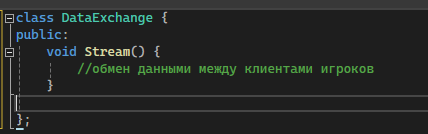 class DataExchange {
public:
    void Stream() {
        //обмен данными между клиентами игроков
    }

};